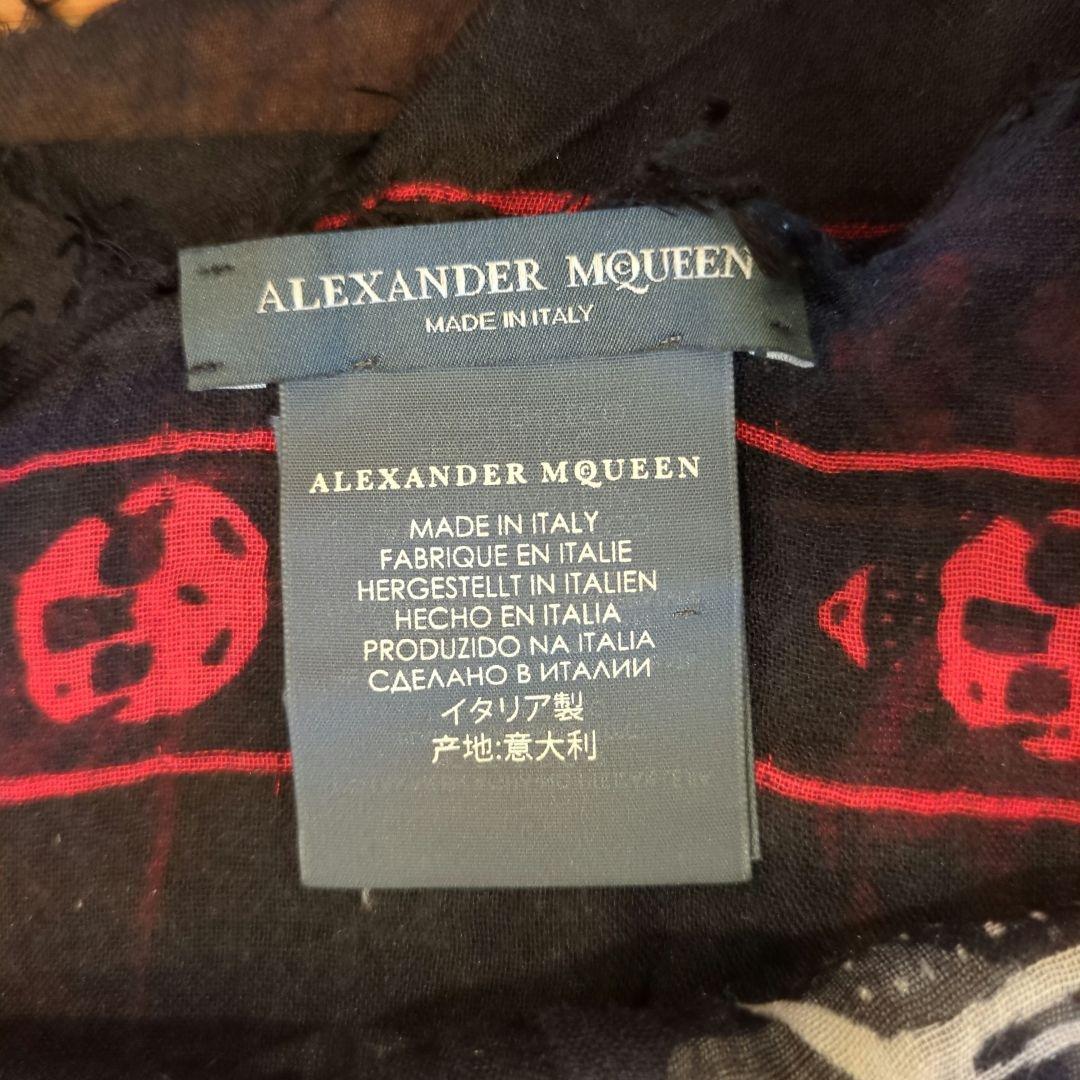 ALEXANDER MCQUEEN
MADE IN ITALY
ALEXANDER MCQUEEN
MADE IN ITALY
FABRIQUE EN ITALIE
HERGESTELLT IN ITALIEN
HECHO EN ITALIA
PRODUZIDO NA ITALIA
СДЕЛАНО В ИТАЛИИ
イタリア製
产地:意大利